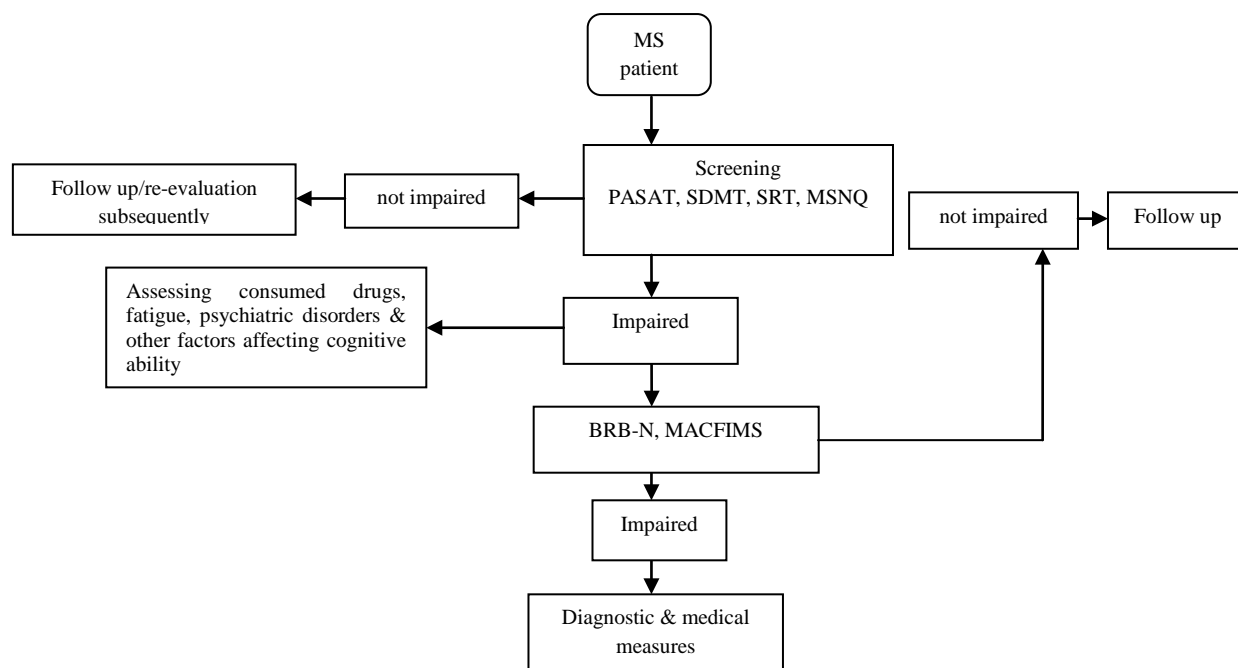 MS
patient
Screening
PASAT, SDMT, SRT, MSNQ
not impaired
Follow up/re-evaluation
subsequently
not impaired
Follow up
Impaired
Assessing consumed drugs,
fatigue, psychiatric disorders &
other factors affecting cognitive
ability
BRB-N, MACFIMS
Impaired
Diagnostic & medical
measures